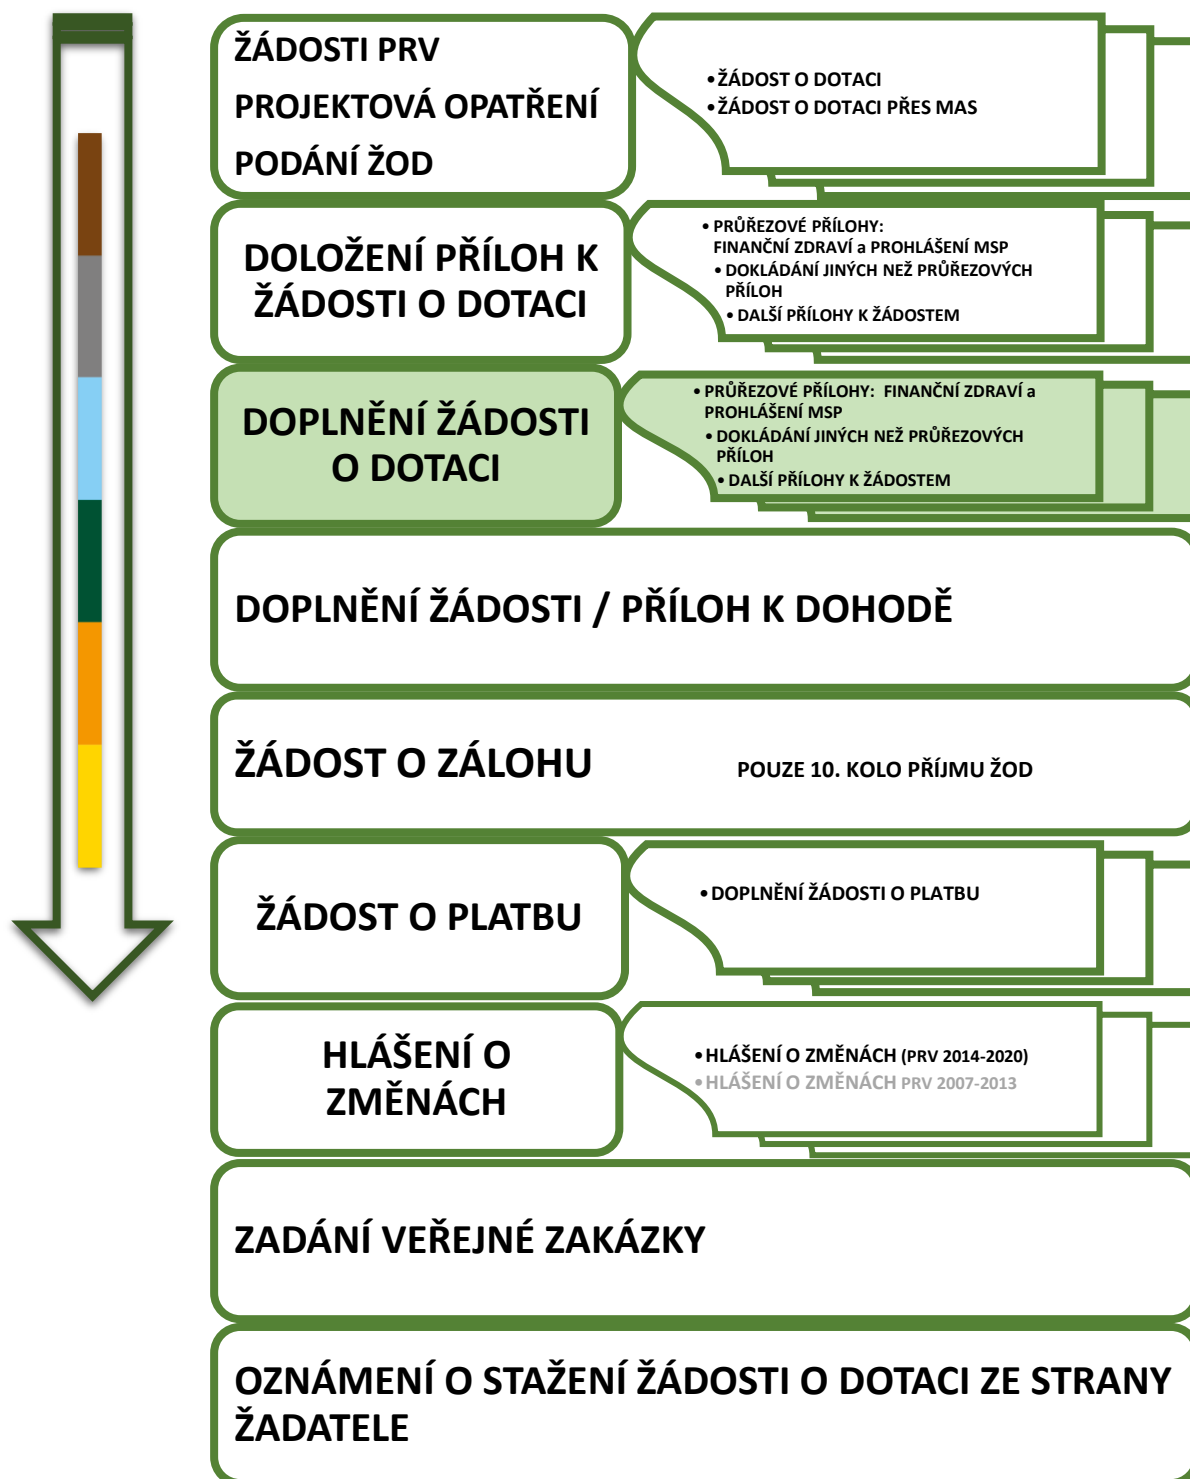 ŽÁDOSTI PRV
PROJEKTOVÁ OPATŘENÍ
PODÁNÍ ŽOD
•ŽÁDOST O DOTACI
•ŽÁDOST O DOTACI PŘES MAS
DOLOŽENÍ PŘÍLOH K
ŽÁDOSTI O DOTACI
• PRŮŘEZOVÉ PŘÍLOHY:
FINANČNÍ ZDRAVÍ a PROHLÁŠENÍ MSP
• DOKLÁDÁNÍ JINÝCH NEŽ PRŮŘEZOVÝCH
PŘÍLOH
• DALŠÍ PŘÍLOHY K ŽÁDOSTEM
DOPLNĚNÍ ŽÁDOSTI
O DOTACI
• PRŮŘEZOVÉ PŘÍLOHY: FINANČNÍ ZDRAVÍ a
PROHLÁŠENÍ MSP
• DOKLÁDÁNÍ JINÝCH NEŽ PRŮŘEZOVÝCH
PŘÍLOH
• DALŠÍ PŘÍLOHY K ŽÁDOSTEM
DOPLNĚNÍ ŽÁDOSTI / PŘÍLOH K DOHODĚ
ŽÁDOST O ZÁLOHU POUZE 10. KOLO PŘÍJMU ŽOD
ŽÁDOST O PLATBU
•DOPLNĚNÍ ŽÁDOSTI O PLATBU
HLÁŠENÍ O
ZMĚNÁCH
•HLÁŠENÍ O ZMĚNÁCH (PRV 2014-2020)
•HLÁŠENÍ O ZMĚNÁCH PRV 2007-2013
ZADÁNÍ VEŘEJNÉ ZAKÁZKY
OZNÁMENÍ O STAŽENÍ ŽÁDOSTI O DOTACI ZE STRANY
ŽADATELE